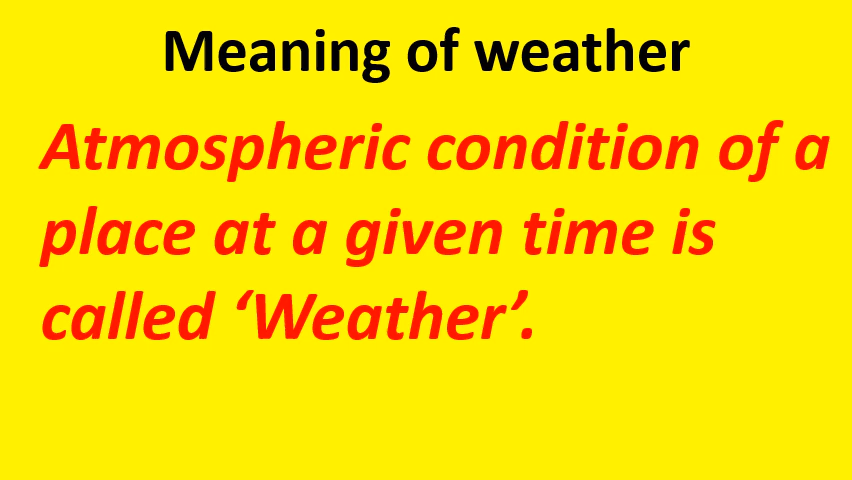 Meaning of weather
Atmospheric condition of a
place at a given time is
called ‘Weather’.